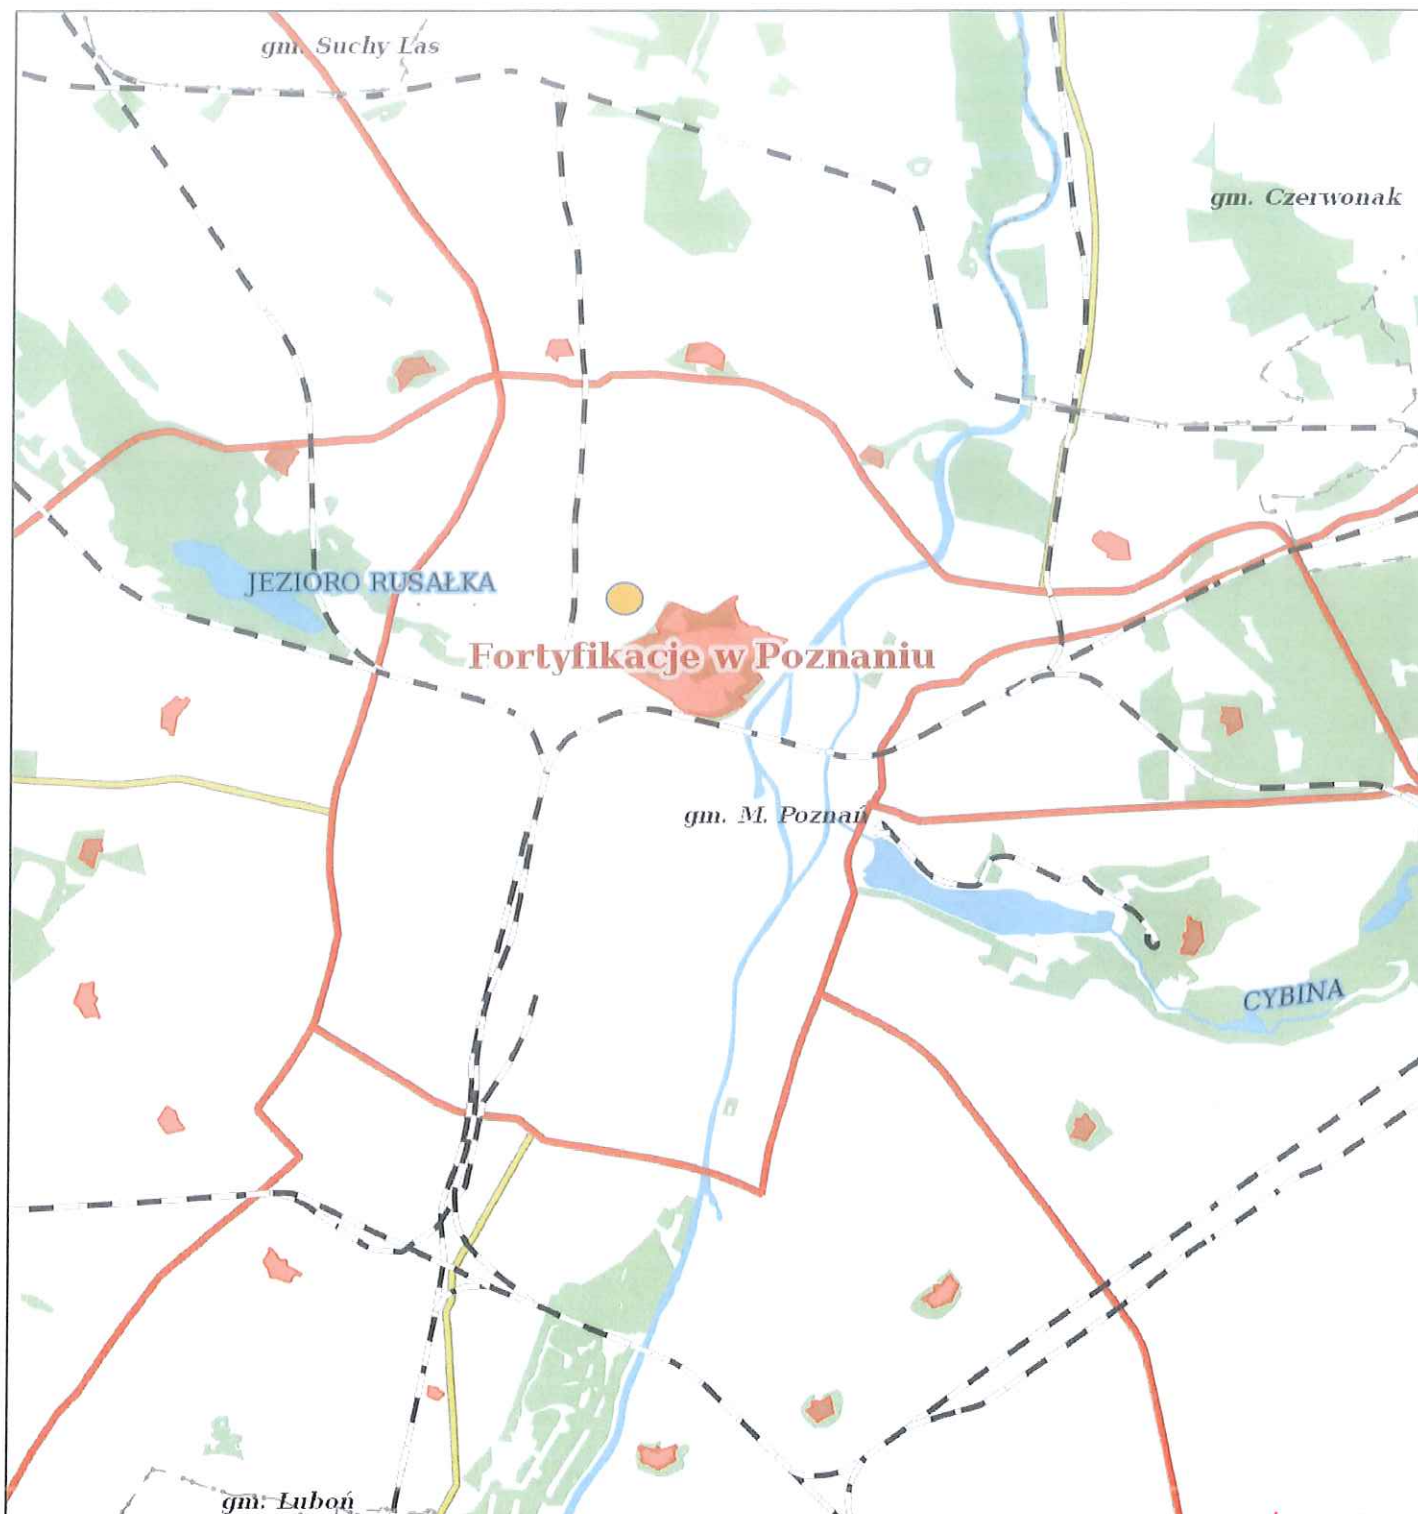 gm. Suchy Las
gm. Czerwonak
JEZIORO RUSAŁKA
Fortyfikacje w Poznaniu
gm. M. Poznań
CYBINA
gm. Luboń